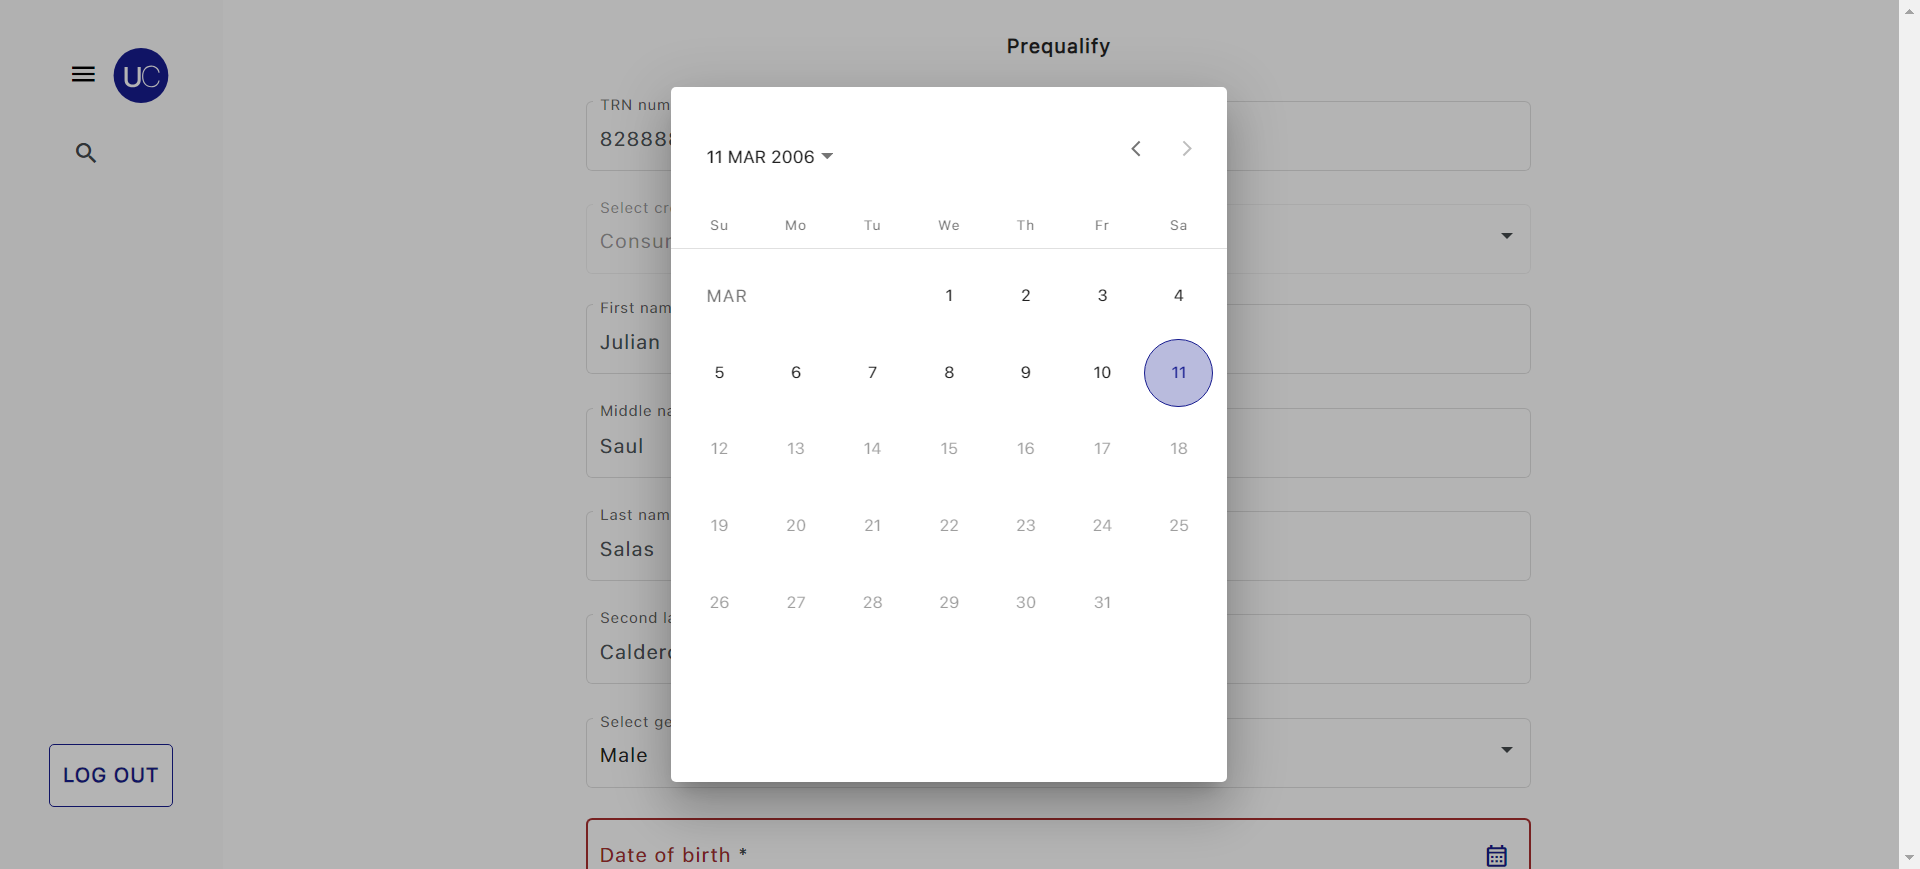 Prequalify
UC
TRN num
82888
Select cr
Consur
First nam
Julian
Middle na
Saul
Last nam
Salas
Second la
Calder
Select ge
Male
Date of birth *
LOG OUT
11 MAR 2006
Su Mo Tu We Th Fr Sa
MAR 1 2 3 4
5 6 7 8 9 10 11
12 13 14 15 16 17 18
19 20 21 22 23 24 25
26 27 28 29 30 31